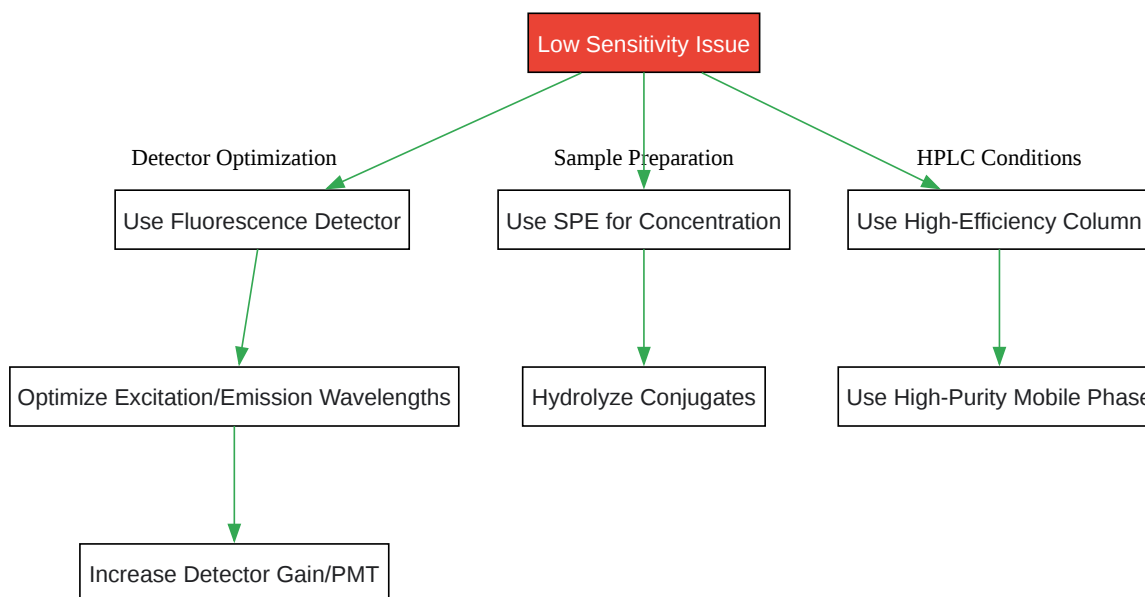 Low Sensitivity Issue
Detector Optimization
Sample Preparation
HPLC Conditions
Use Fluorescence Detector
Use SPE for Concentration
Use High-Efficiency Column
Optimize Excitation/Emission Wavelengths
Hydrolyze Conjugates
Use High-Purity Mobile Phase
Increase Detector Gain/PMT